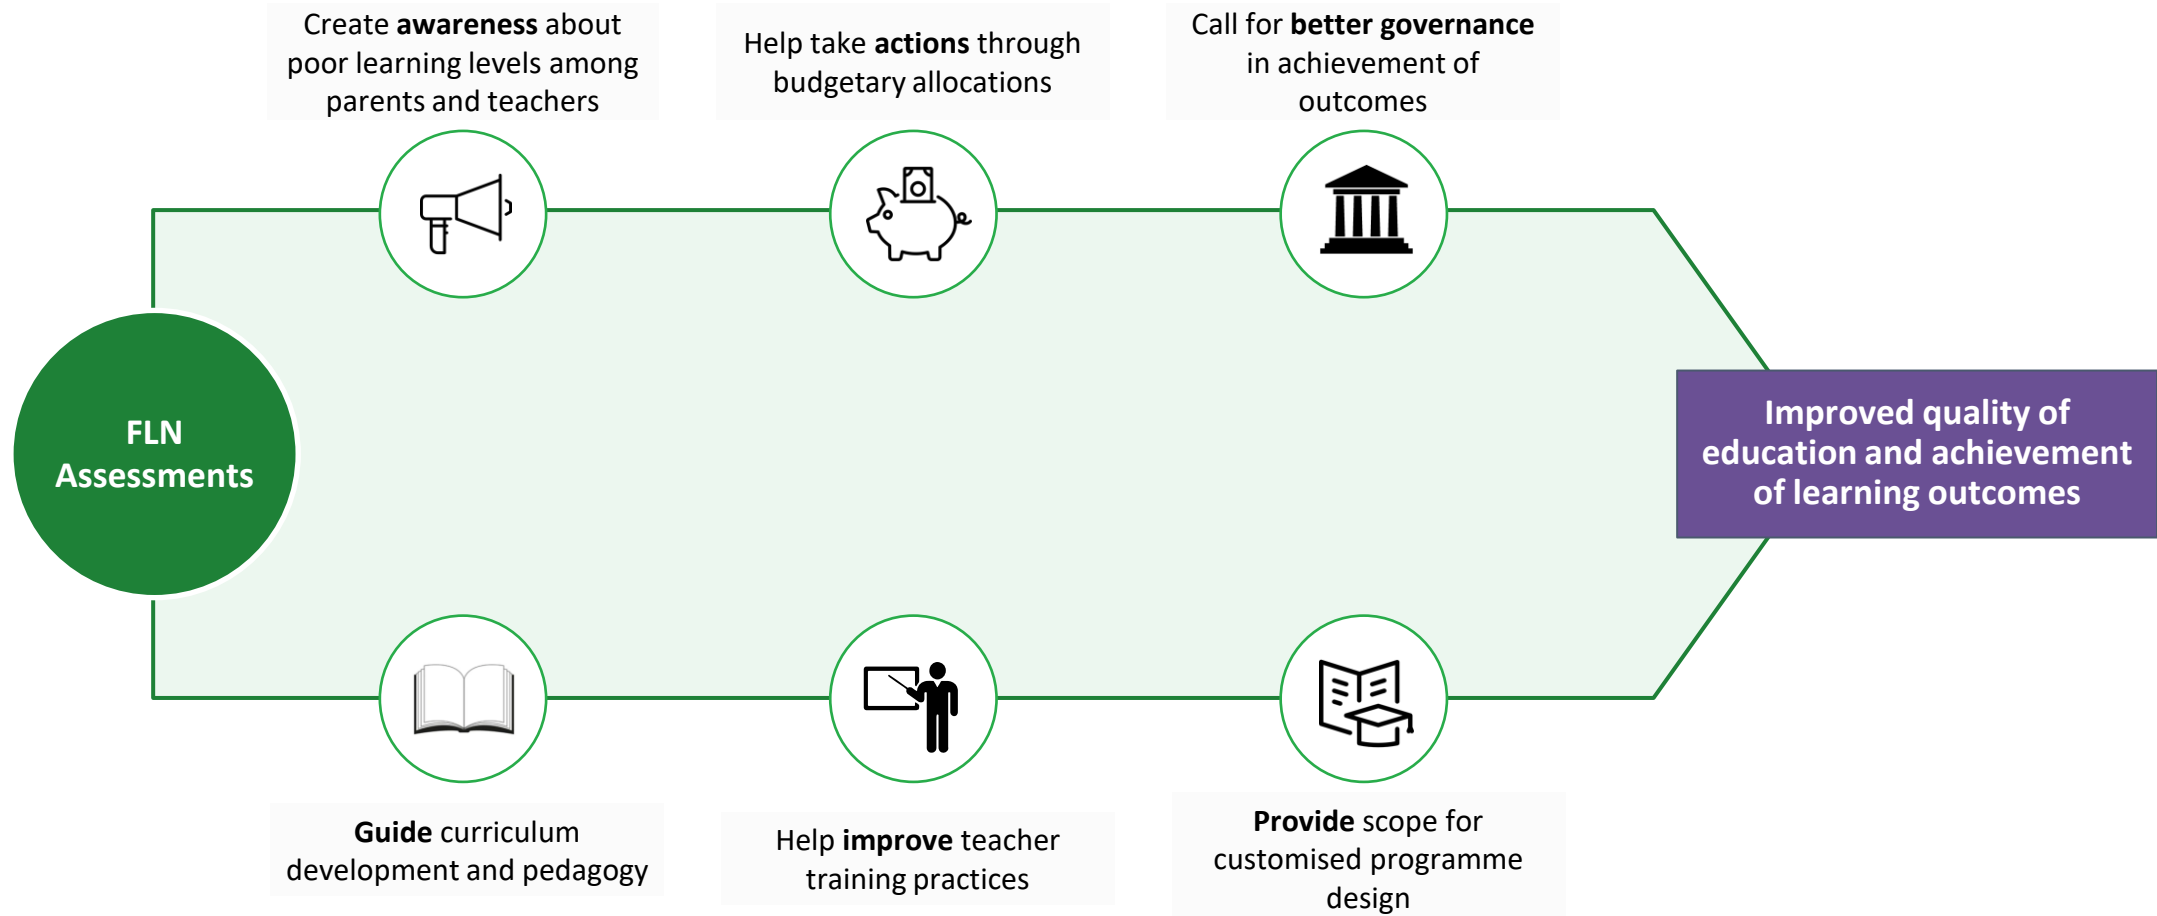 Create awareness about
poor learning levels among
parents and teachers
Help take actions through
budgetary allocations
Call for better governance
in achievement of
outcomes
FLN
Assessments
Improved quality of
education and achievement
of learning outcomes
Guide curriculum
development and pedagogy
Help improve teacher
training practices
Provide scope for
customised programme
design